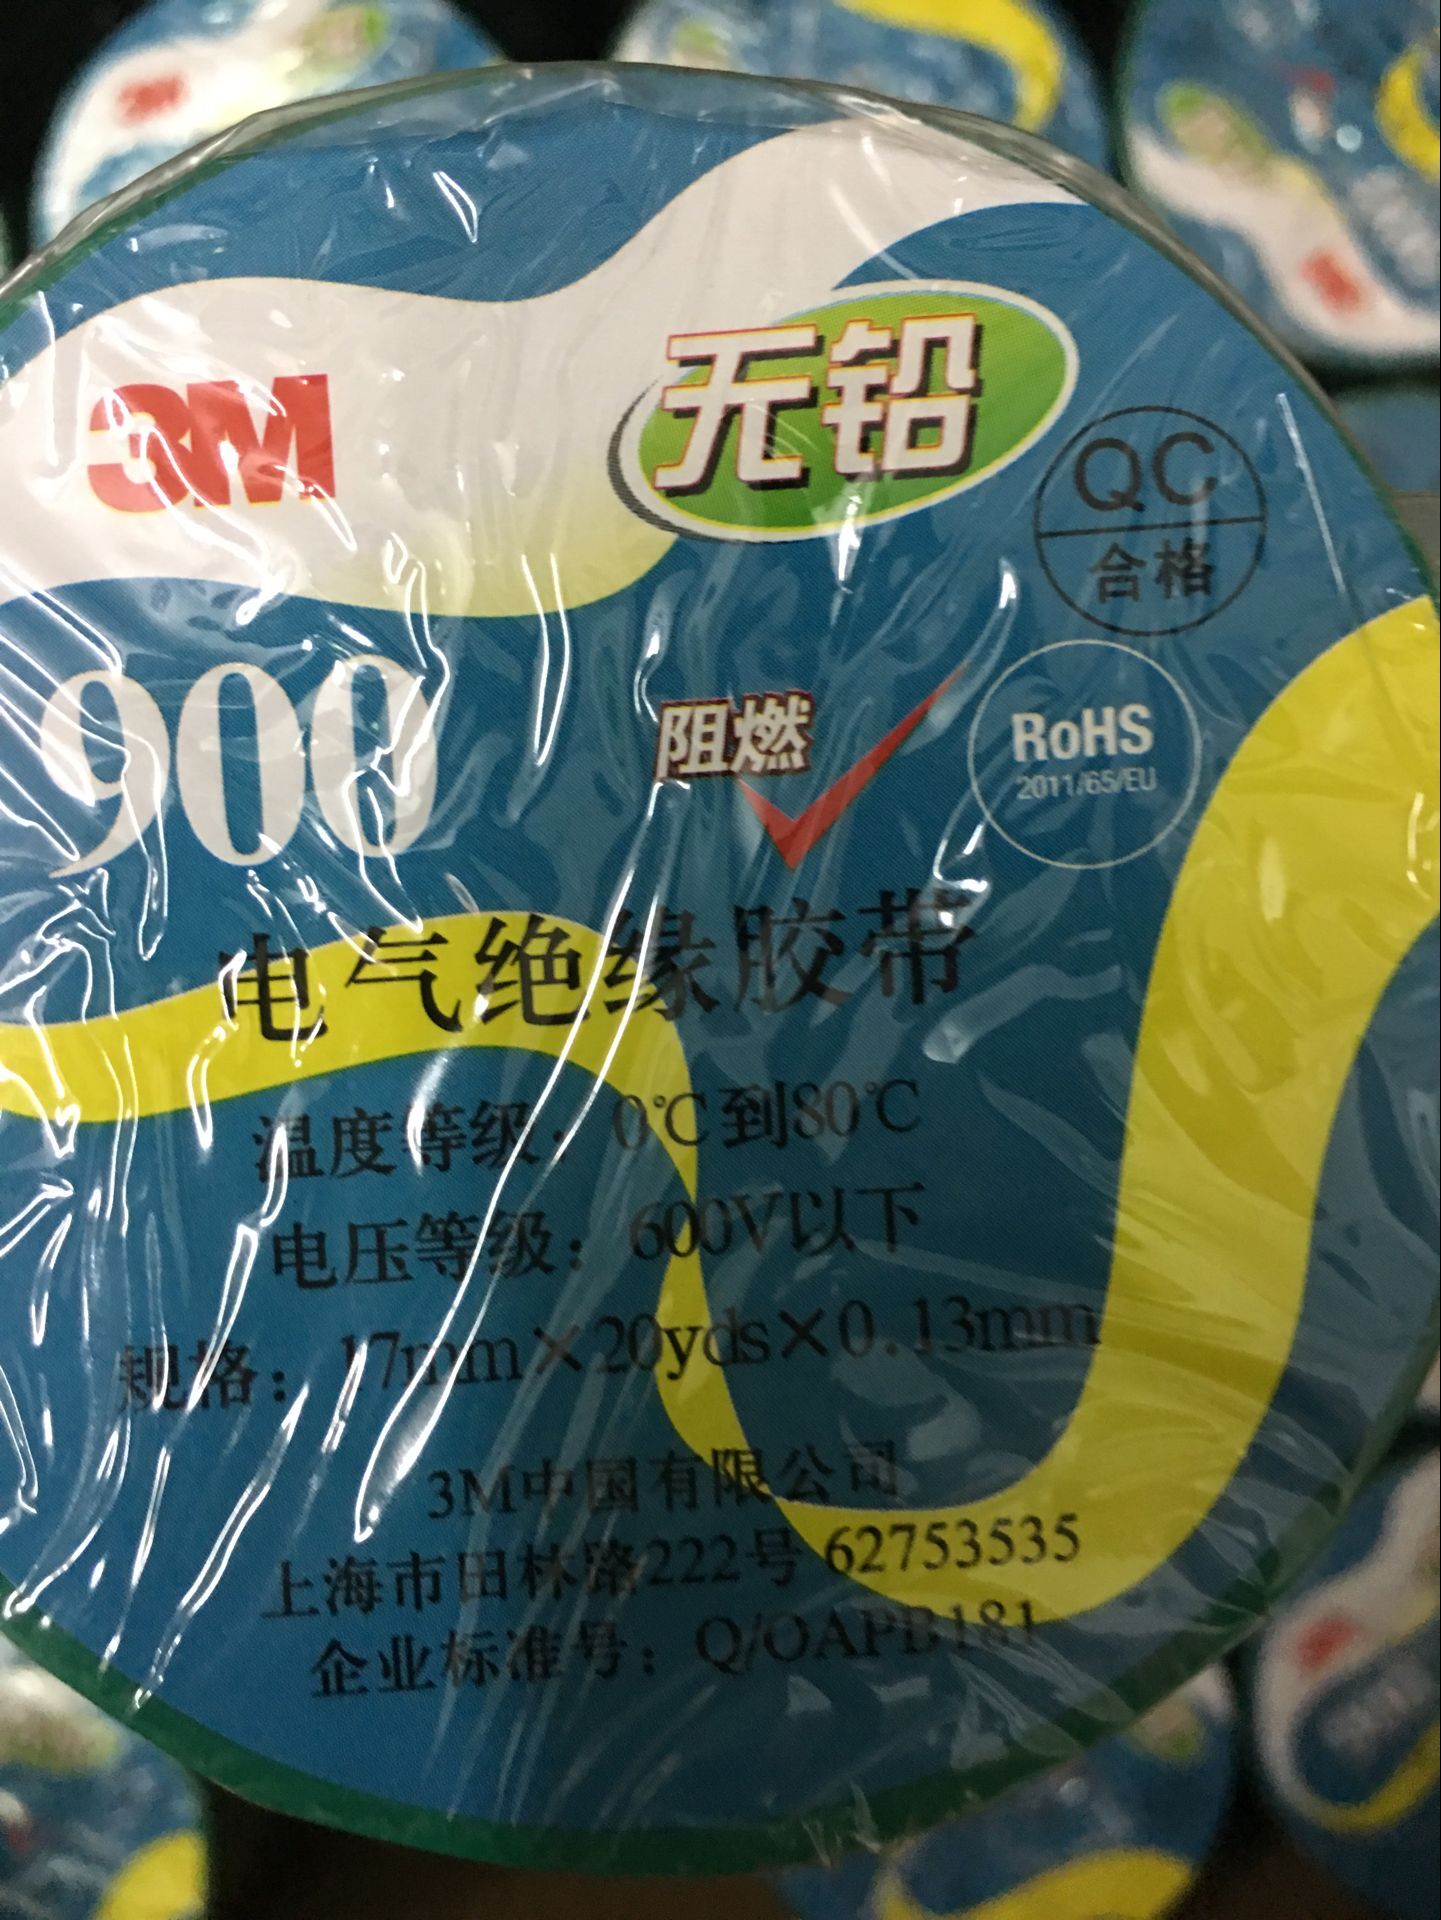 3M
无铅
QC
合格
900
阻燃
RoHS
2011/65/EU
电气绝缘胶带
温度等级：0℃到80℃
电压等级：600V以下
规格：17mm×20yds×0.13mm
3M中国有限公司
上海市田林路222号 62753535
企业标准号：Q/OAPB181
3M
3M
3M